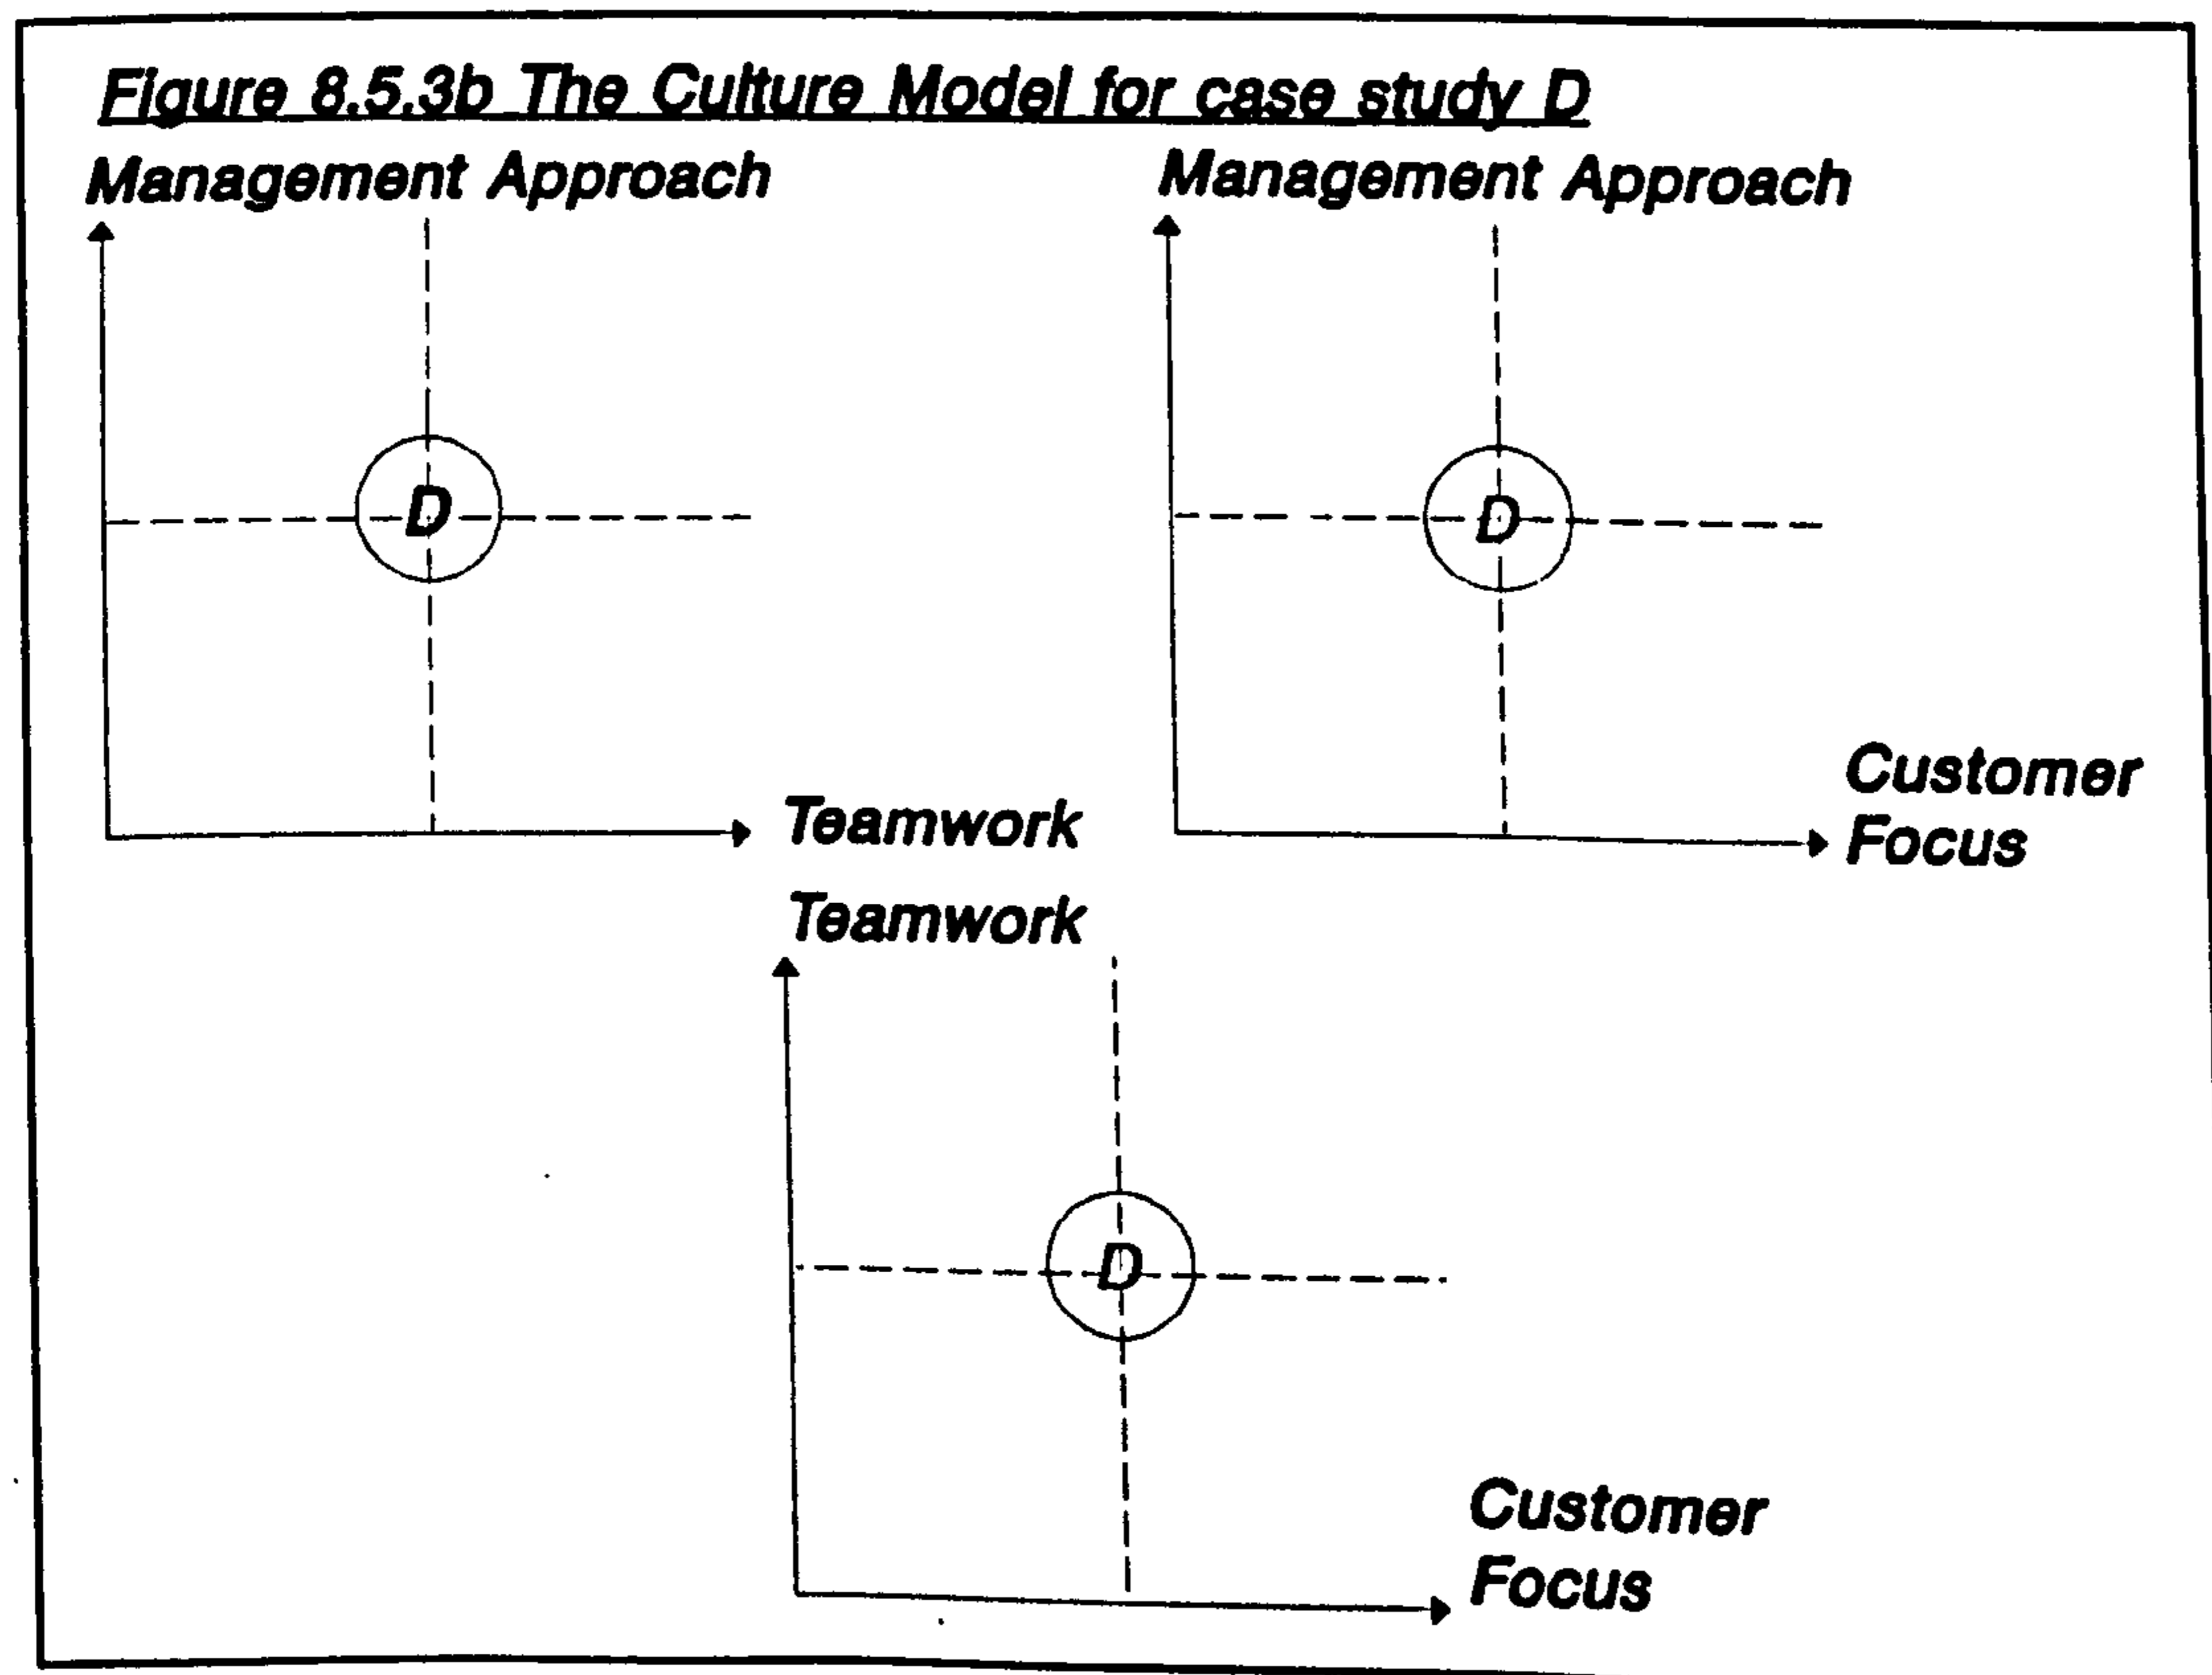 Figure 8.5.3b The Culture Model for case study D
Management Approach
D
Teamwork
Management Approach
D
Customer
Focus
Teamwork
D
Customer
Focus